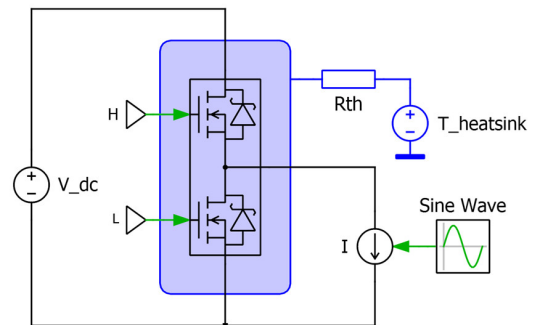 H
Rth
T_heatsink
V_dc
L
Sine Wave
I